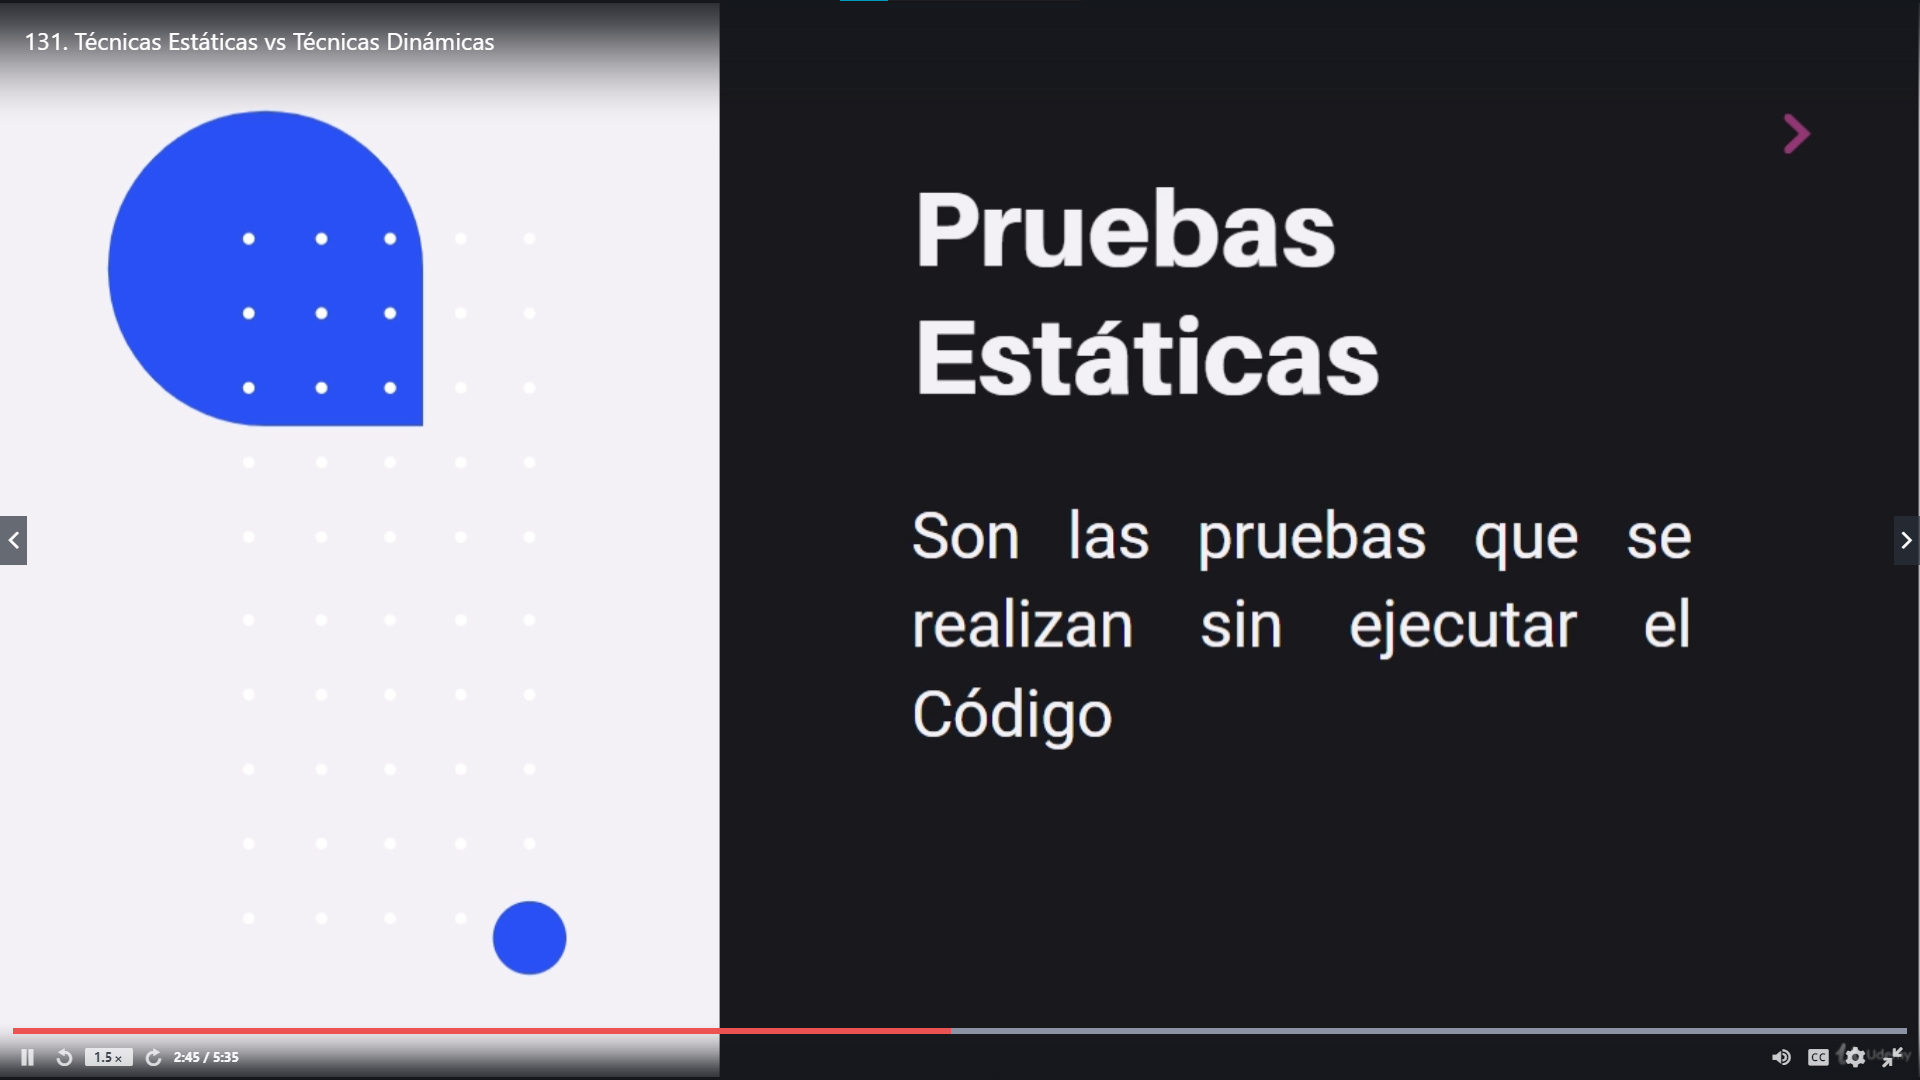 131. Técnicas Estáticas vs Técnicas Dinámicas
Pruebas
Estáticas
Son las pruebas que se
realizan sin ejecutar el
Código
1.5×
2:45 / 5:35
CC